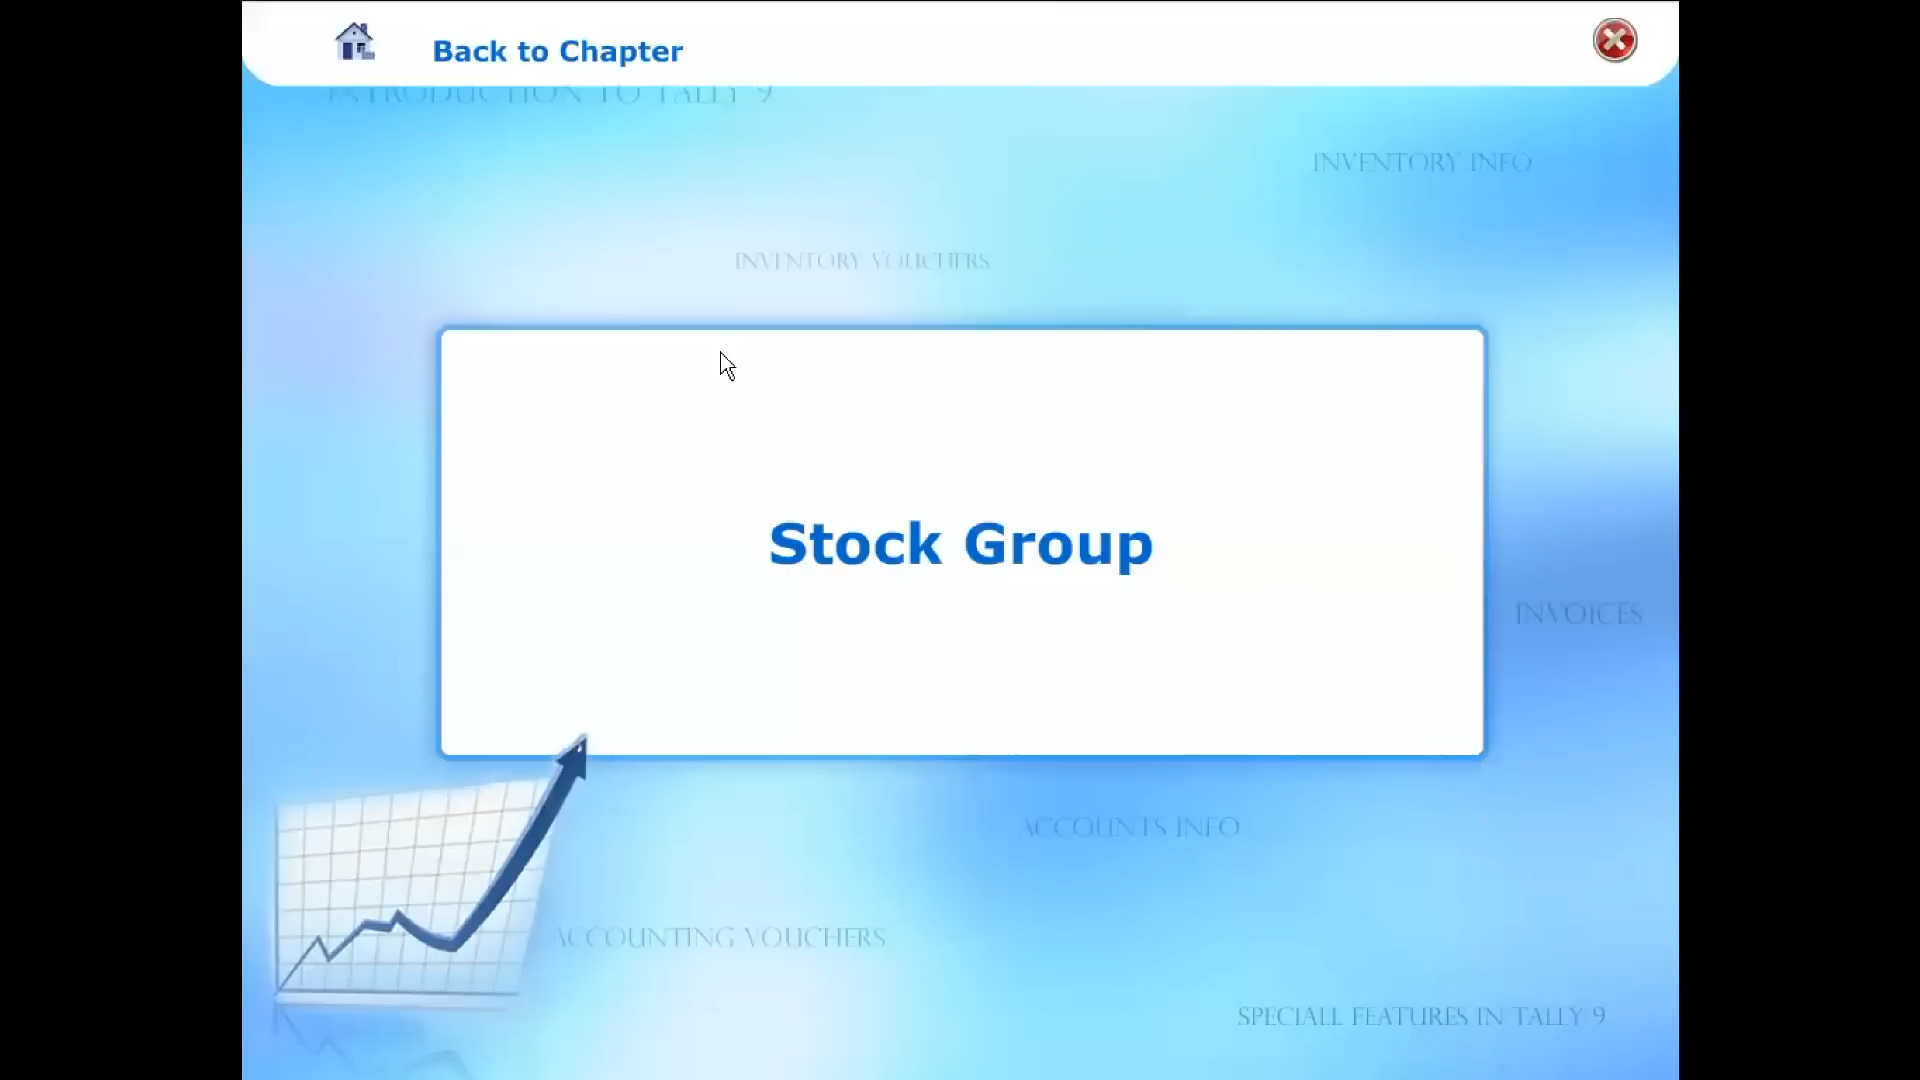 Back to Chapter
INTRODUCTION TO TALLY 9
INVENTORY INFO
INVENTORY VOUCHERS
Stock Group
INVOICES
ACCOUNTS INFO
ACCOUNTING VOUCHERS
SPECIALL FEATURES IN TALLY 9